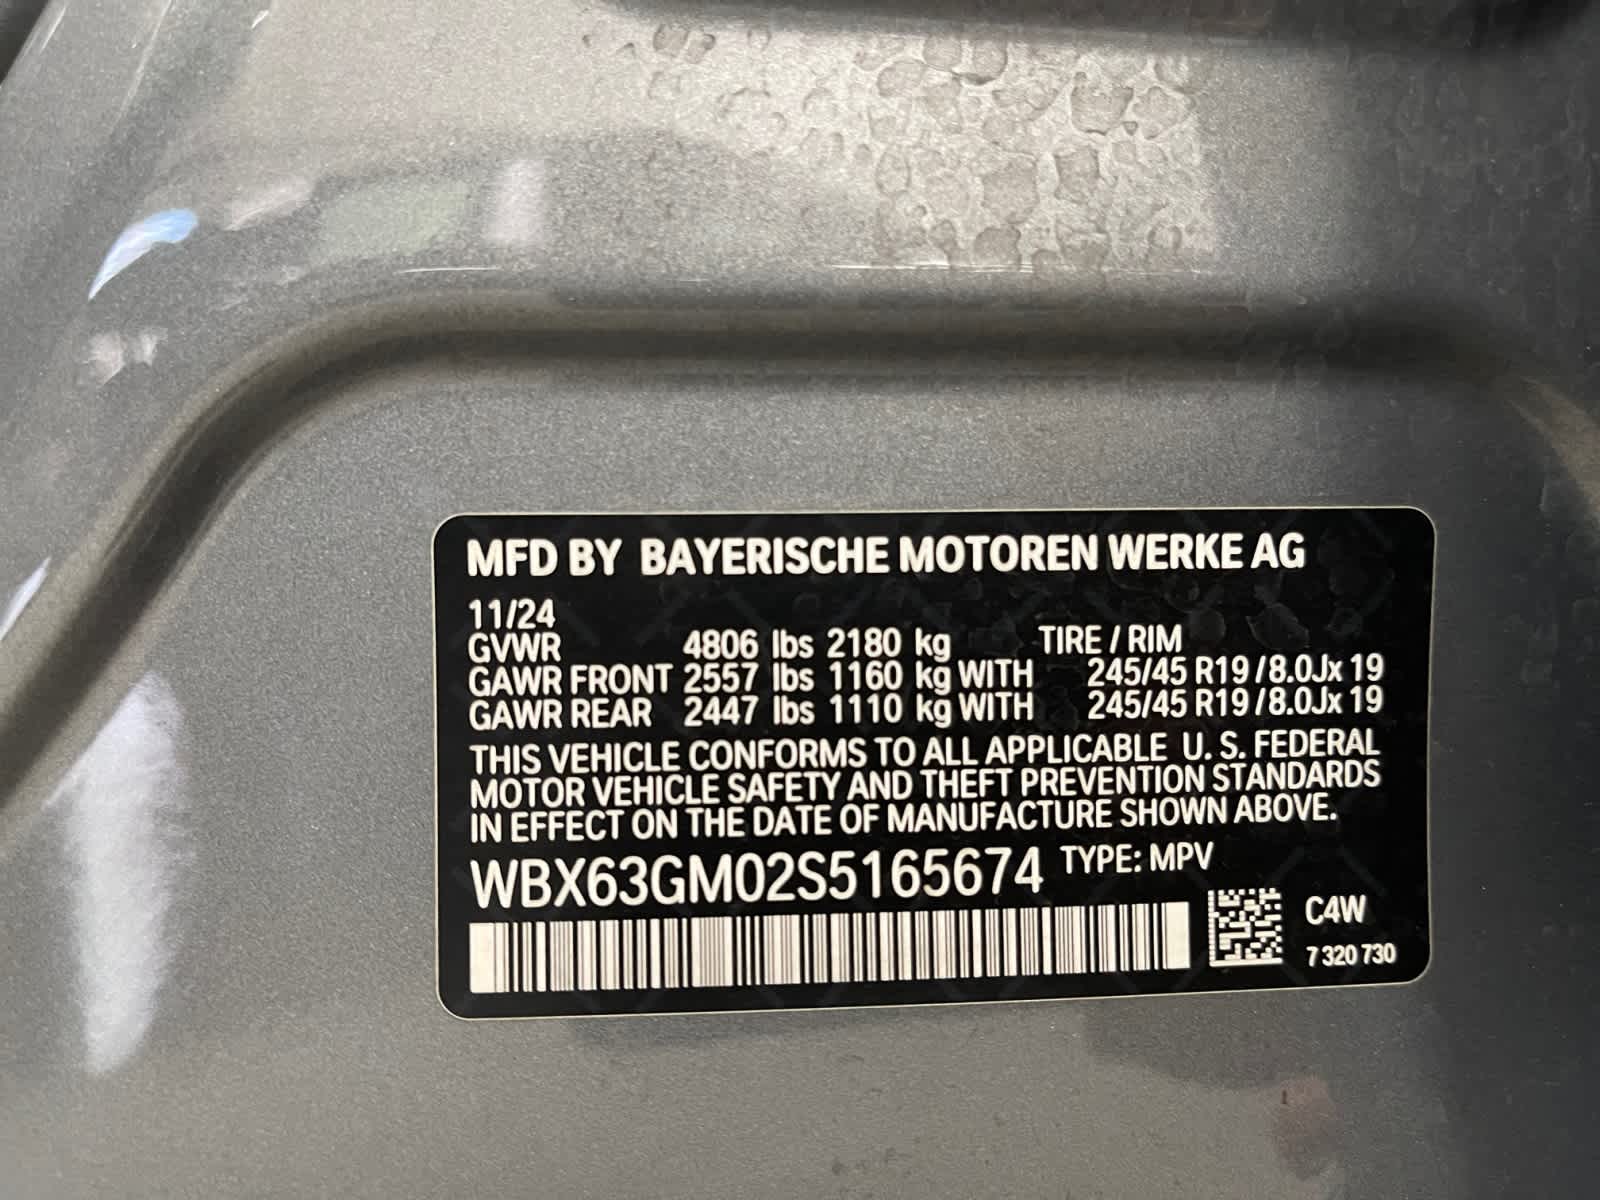 MFD BY BAYERISCHE MOTOREN WERKE AG
11/24
GVWR 4806 lbs 2180 kg TIRE / RIM
GAWR FRONT 2557 lbs 1160 kg WITH 245/45 R19 /8.0Jx 19
GAWR REAR 2447 lbs 1110 kg WITH 245/45 R19 /8.0Jx 19
THIS VEHICLE CONFORMS TO ALL APPLICABLE U. S. FEDERAL
MOTOR VEHICLE SAFETY AND THEFT PREVENTION STANDARDS
IN EFFECT ON THE DATE OF MANUFACTURE SHOWN ABOVE.
WBX63GM02S5165674 TYPE: MPV
C4W
7 320 730